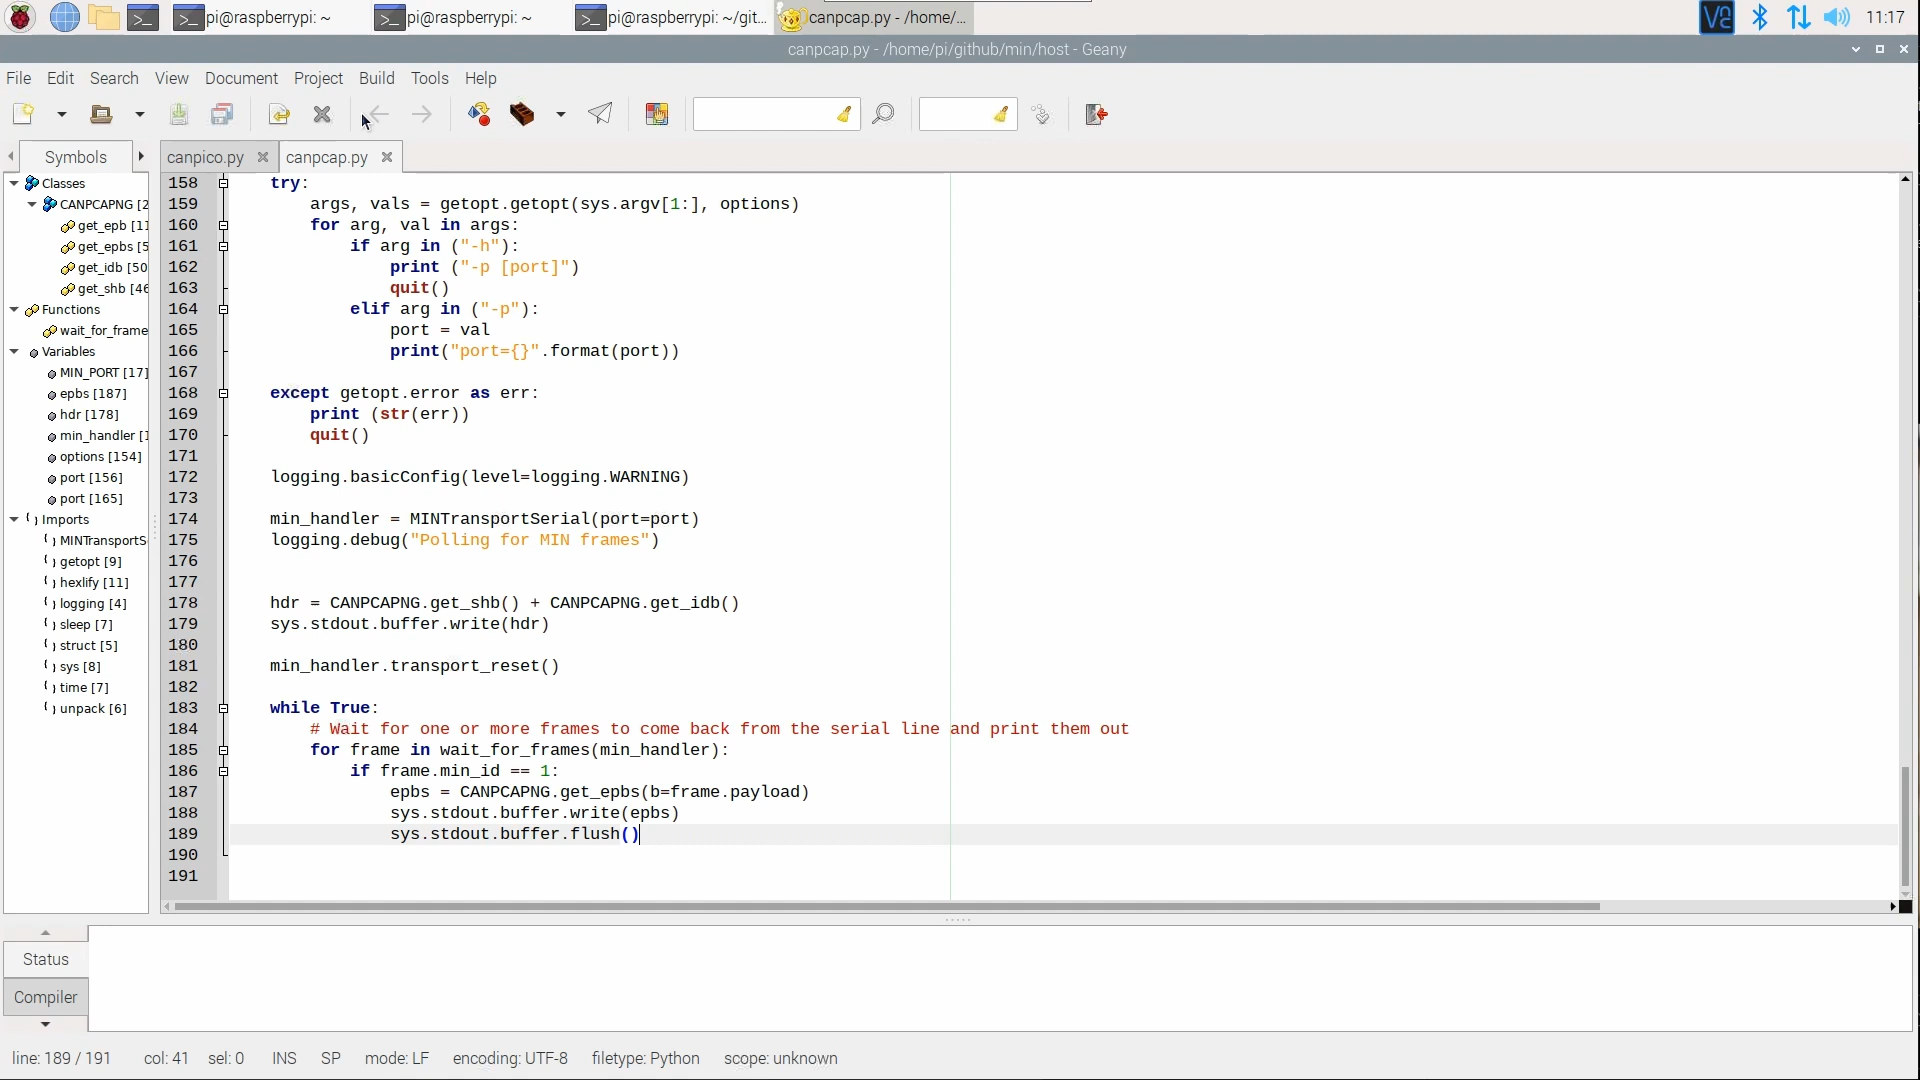 pi@raspberrypi: ~
pi@raspberrypi: ~
pi@raspberrypi: ~/git...
canpcap.py - /home/...
11:17
canpcap.py - /home/pi/github/min/host - Geany
File Edit Search View Document Project Build Tools Help
Symbols
canpico.py
canpcap.py
Classes
CANPCAPNG [2
get_epb [11
get_epbs [5
get_idb [50
get_shb [46
Functions
wait_for_frame
Variables
MIN_PORT [17]
epbs [187]
hdr [178]
min_handler [1
options [154]
port [156]
port [165]
Imports
MINTransportS
getopt [9]
hexlify [11]
logging [4]
sleep [7]
struct [5]
sys [8]
time [7]
unpack [6]
158 try:
159 args, vals = getopt.getopt(sys.argv[1:], options)
160 for arg, val in args:
161 if arg in ("-h"):
162 print ("-p [port]")
163 quit()
164 elif arg in ("-p"):
165 port = val
166 print("port={}".format(port))
167
168 except getopt.error as err:
169 print (str(err))
170 quit()
171
172 logging.basicConfig(level=logging.WARNING)
173
174 min_handler = MINTransportSerial(port=port)
175 logging.debug("Polling for MIN frames")
176
177
178 hdr = CANPCAPNG.get_shb() + CANPCAPNG.get_idb()
179 sys.stdout.buffer.write(hdr)
180
181 min_handler.transport_reset()
182
183 while True:
184 # Wait for one or more frames to come back from the serial line and print them out
185 for frame in wait_for_frames(min_handler):
186 if frame.min_id == 1:
187 epbs = CANPCAPNG.get_epbs(b=frame.payload)
188 sys.stdout.buffer.write(epbs)
189 sys.stdout.buffer.flush()
190
191
Status
Compiler
line: 189 / 191 col: 41 sel: 0 INS SP mode: LF encoding: UTF-8 filetype: Python scope: unknown